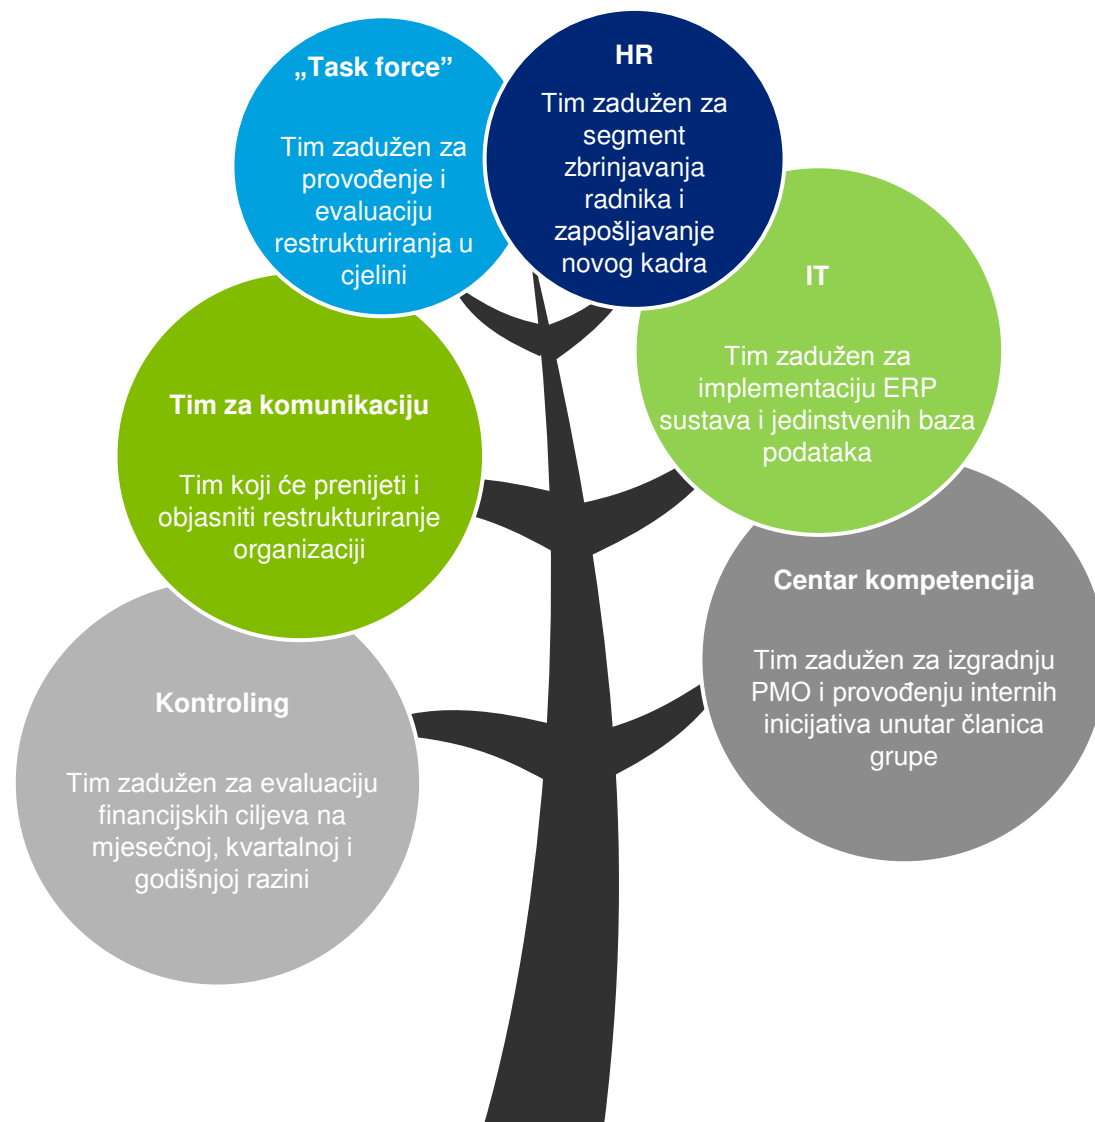 „Task force”
Tim zadužen za
provođenje i
evaluaciju
restrukturiranja u
cjelini
HR
Tim zadužen za
segment
zbrinjavanja
radnika i
zapošljavanje
novog kadra
Tim za komunikaciju
Tim koji će prenijeti i
objasniti restrukturiranje
organizaciji
IT
Tim zadužen za
implementaciju ERP
sustava i jedinstvenih baza
podataka
Kontroling
Tim zadužen za evaluaciju
financijskih ciljeva na
mjesečnoj, kvartalnoj i
godišnjoj razini
Centar kompetencija
Tim zadužen za izgradnju
PMO i provođenju internih
inicijativa unutar članica
grupe